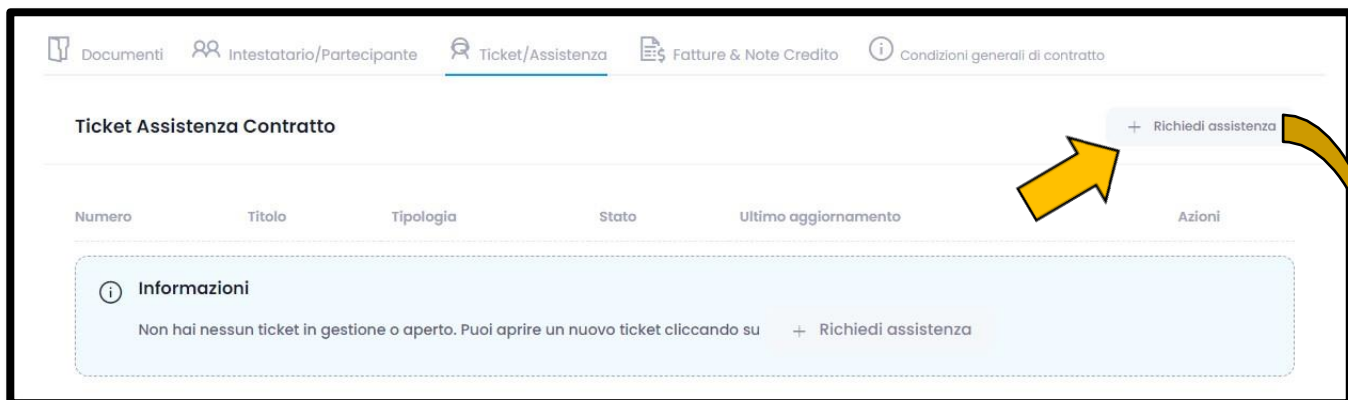 Documenti Intestatario/Partecipante Ticket/Assistenza Fatture & Note Credito Condizioni generali di contratto
Ticket Assistenza Contratto + Richiedi assistenza
Numero Titolo Tipologia Stato Ultimo aggiornamento Azioni
Informazioni
Non hai nessun ticket in gestione o aperto. Puoi aprire un nuovo ticket cliccando su + Richiedi assistenza